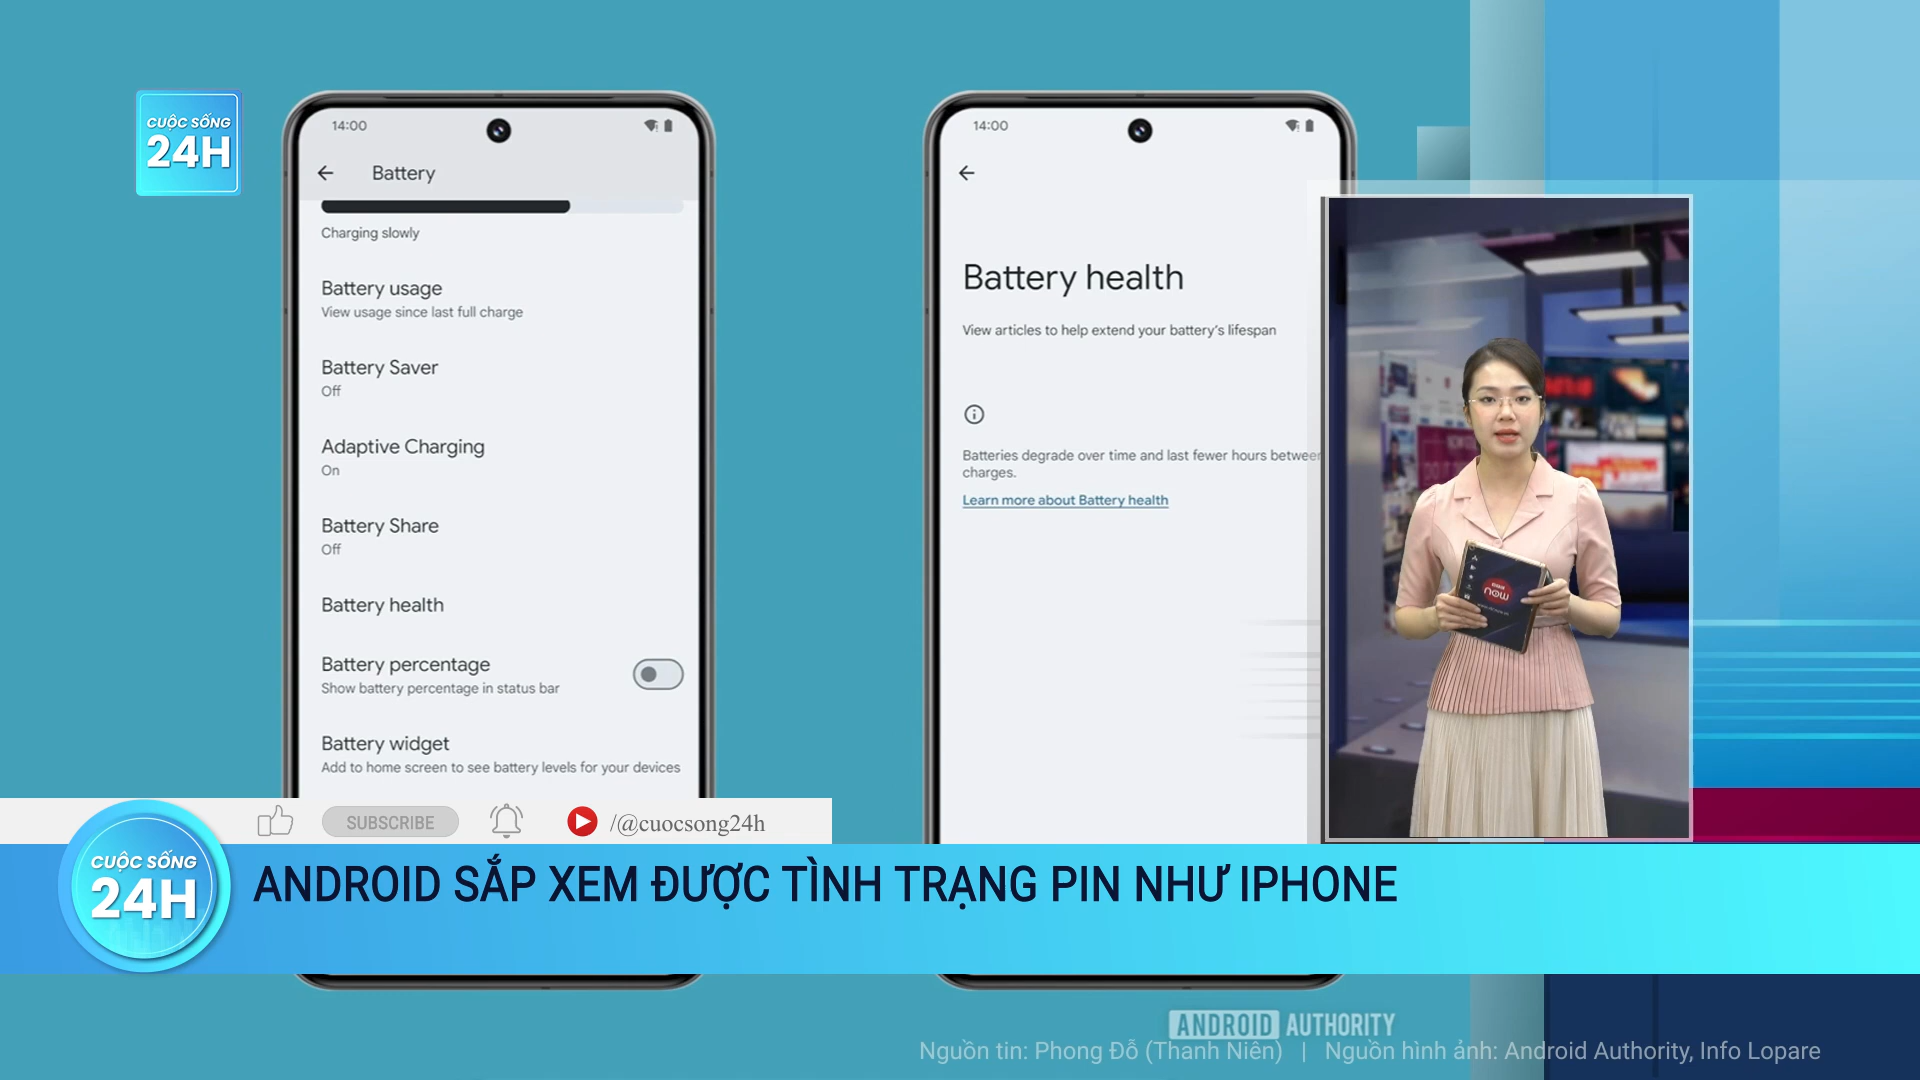 CUỘC SỐNG
24H
14:00
Battery
Charging slowly
Battery usage
View usage since last full charge
Battery Saver
Off
Adaptive Charging
On
Battery Share
Off
Battery health
Battery percentage
Show battery percentage in status bar
Battery widget
Add to home screen to see battery levels for your devices
14:00
Battery health
View articles to help extend your battery's lifespan
Batteries degrade over time and last fewer hours between
charges.
Learn more about Battery health
now
SUBSCRIBE
/@cuocsong24h
CUỘC SỐNG
24H
ANDROID SẮP XEM ĐƯỢC TÌNH TRẠNG PIN NHƯ IPHONE
ANDROID AUTHORITY
Nguồn tin: Phong Đỗ (Thanh Niên) | Nguồn hình ảnh: Android Authority, Info Lopare